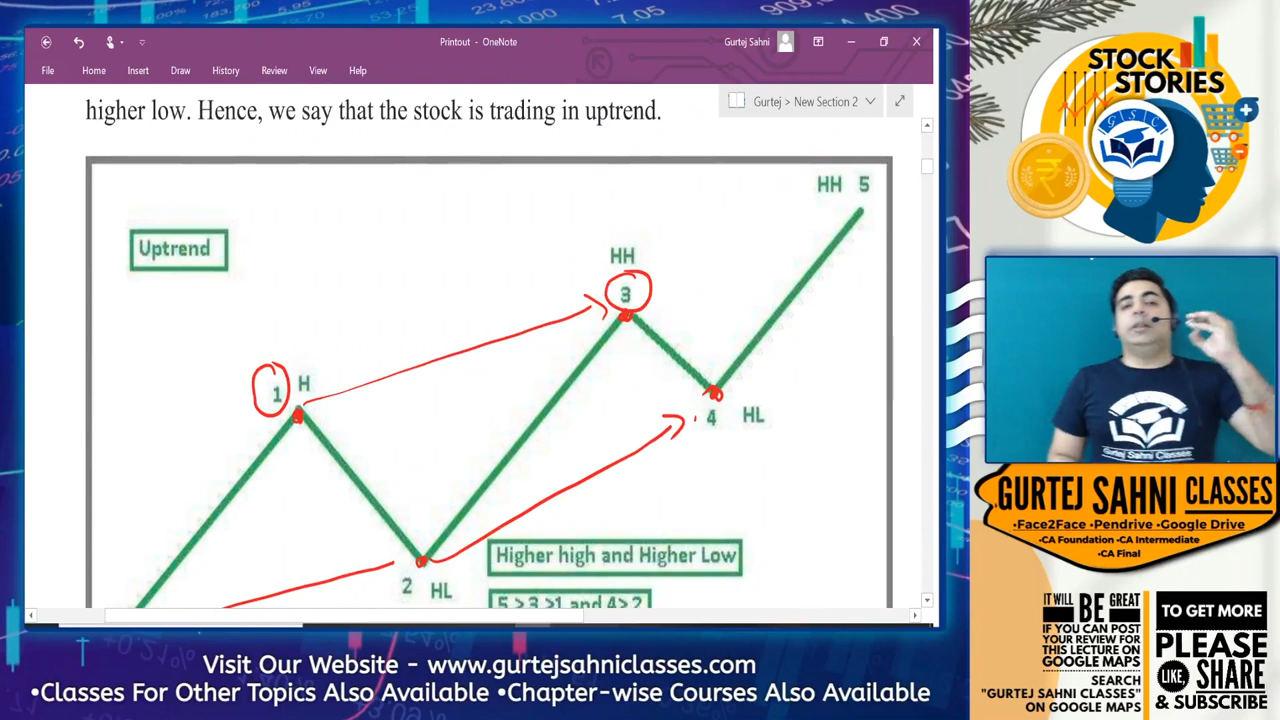 Printout - OneNote
Gurtej Sahni
File Home Insert Draw History Review View Help
higher low. Hence, we say that the stock is trading in uptrend.
Gurtej > New Section 2
Uptrend
HH 5
HH
3
1 H
4 HL
2 HL
Higher high and Higher Low
5 > 3 >1 and 4> 2
STOCK
STORIES
G S C
Gurtej Sahni Classes
GURTEJ SAHNI CLASSES
•Face2Face •Pendrive •Google Drive
•CA Foundation •CA Intermediate
•CA Final
IT WILL BE GREAT
IF YOU CAN POST
YOUR REVIEW FOR
THIS LECTURE ON
GOOGLE MAPS
SEARCH
"GURTEJ SAHNI CLASSES"
ON GOOGLE MAPS
TO GET MORE
PLEASE
LIKE, SHARE
& SUBSCRIBE
Visit Our Website - www.gurtejsahniclasses.com
•Classes For Other Topics Also Available •Chapter-wise Courses Also Available